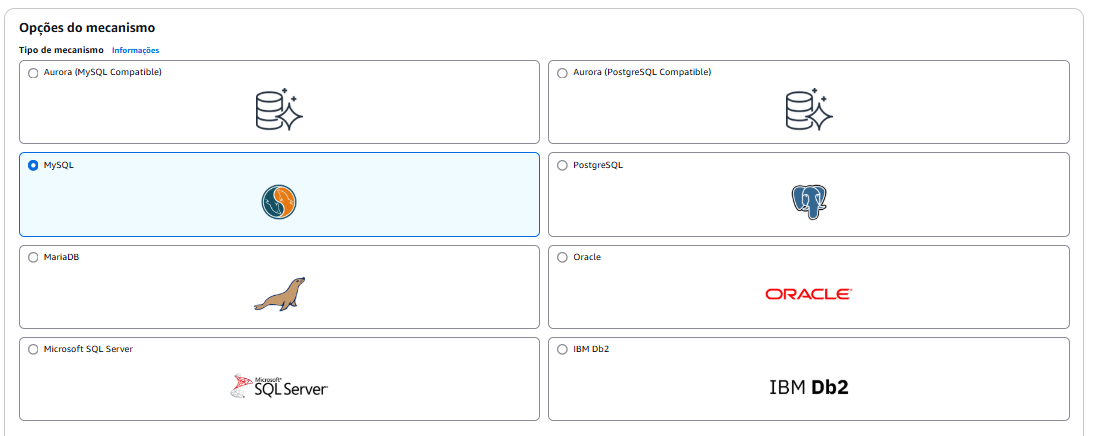 Opções do mecanismo
Tipo de mecanismo Informações
Aurora (MySQL Compatible)
Aurora (PostgreSQL Compatible)
MySQL
PostgreSQL
MariaDB
Oracle
ORACLE
Microsoft SQL Server
Microsoft
SQL Server
IBM Db2
IBM Db2